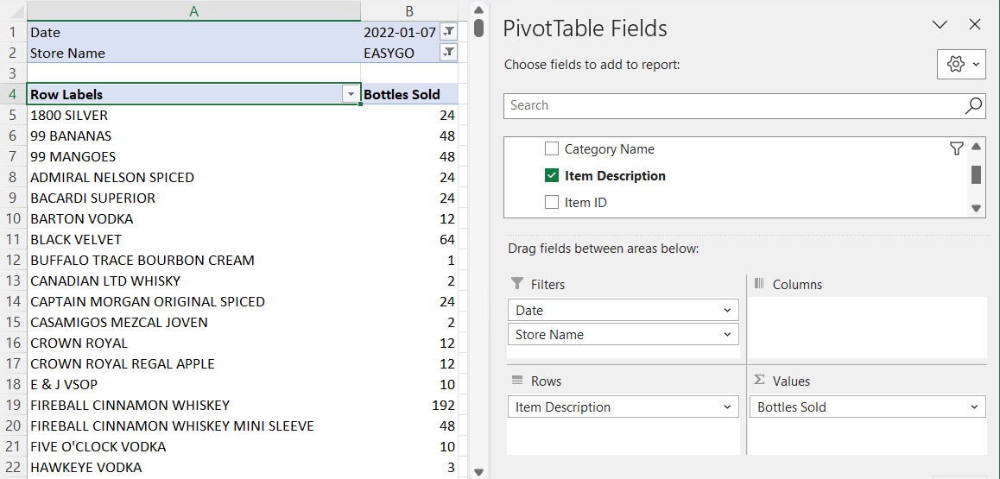 A B
1 Date 2022-01-07
2 Store Name EASYGO
3
4 Row Labels Bottles Sold
5 1800 SILVER 24
6 99 BANANAS 48
7 99 MANGOES 48
8 ADMIRAL NELSON SPICED 24
9 BACARDI SUPERIOR 24
10 BARTON VODKA 12
11 BLACK VELVET 64
12 BUFFALO TRACE BOURBON CREAM 1
13 CANADIAN LTD WHISKY 2
14 CAPTAIN MORGAN ORIGINAL SPICED 24
15 CASAMIGOS MEZCAL JOVEN 2
16 CROWN ROYAL 12
17 CROWN ROYAL REGAL APPLE 12
18 E & J VSOP 10
19 FIREBALL CINNAMON WHISKEY 192
20 FIREBALL CINNAMON WHISKEY MINI SLEEVE 48
21 FIVE O'CLOCK VODKA 10
22 HAWKEYE VODKA 3
PivotTable Fields
Choose fields to add to report:
Search
Category Name
Item Description
Item ID
Drag fields between areas below:
Filters
Date
Store Name
Columns
Rows
Item Description
Σ Values
Bottles Sold